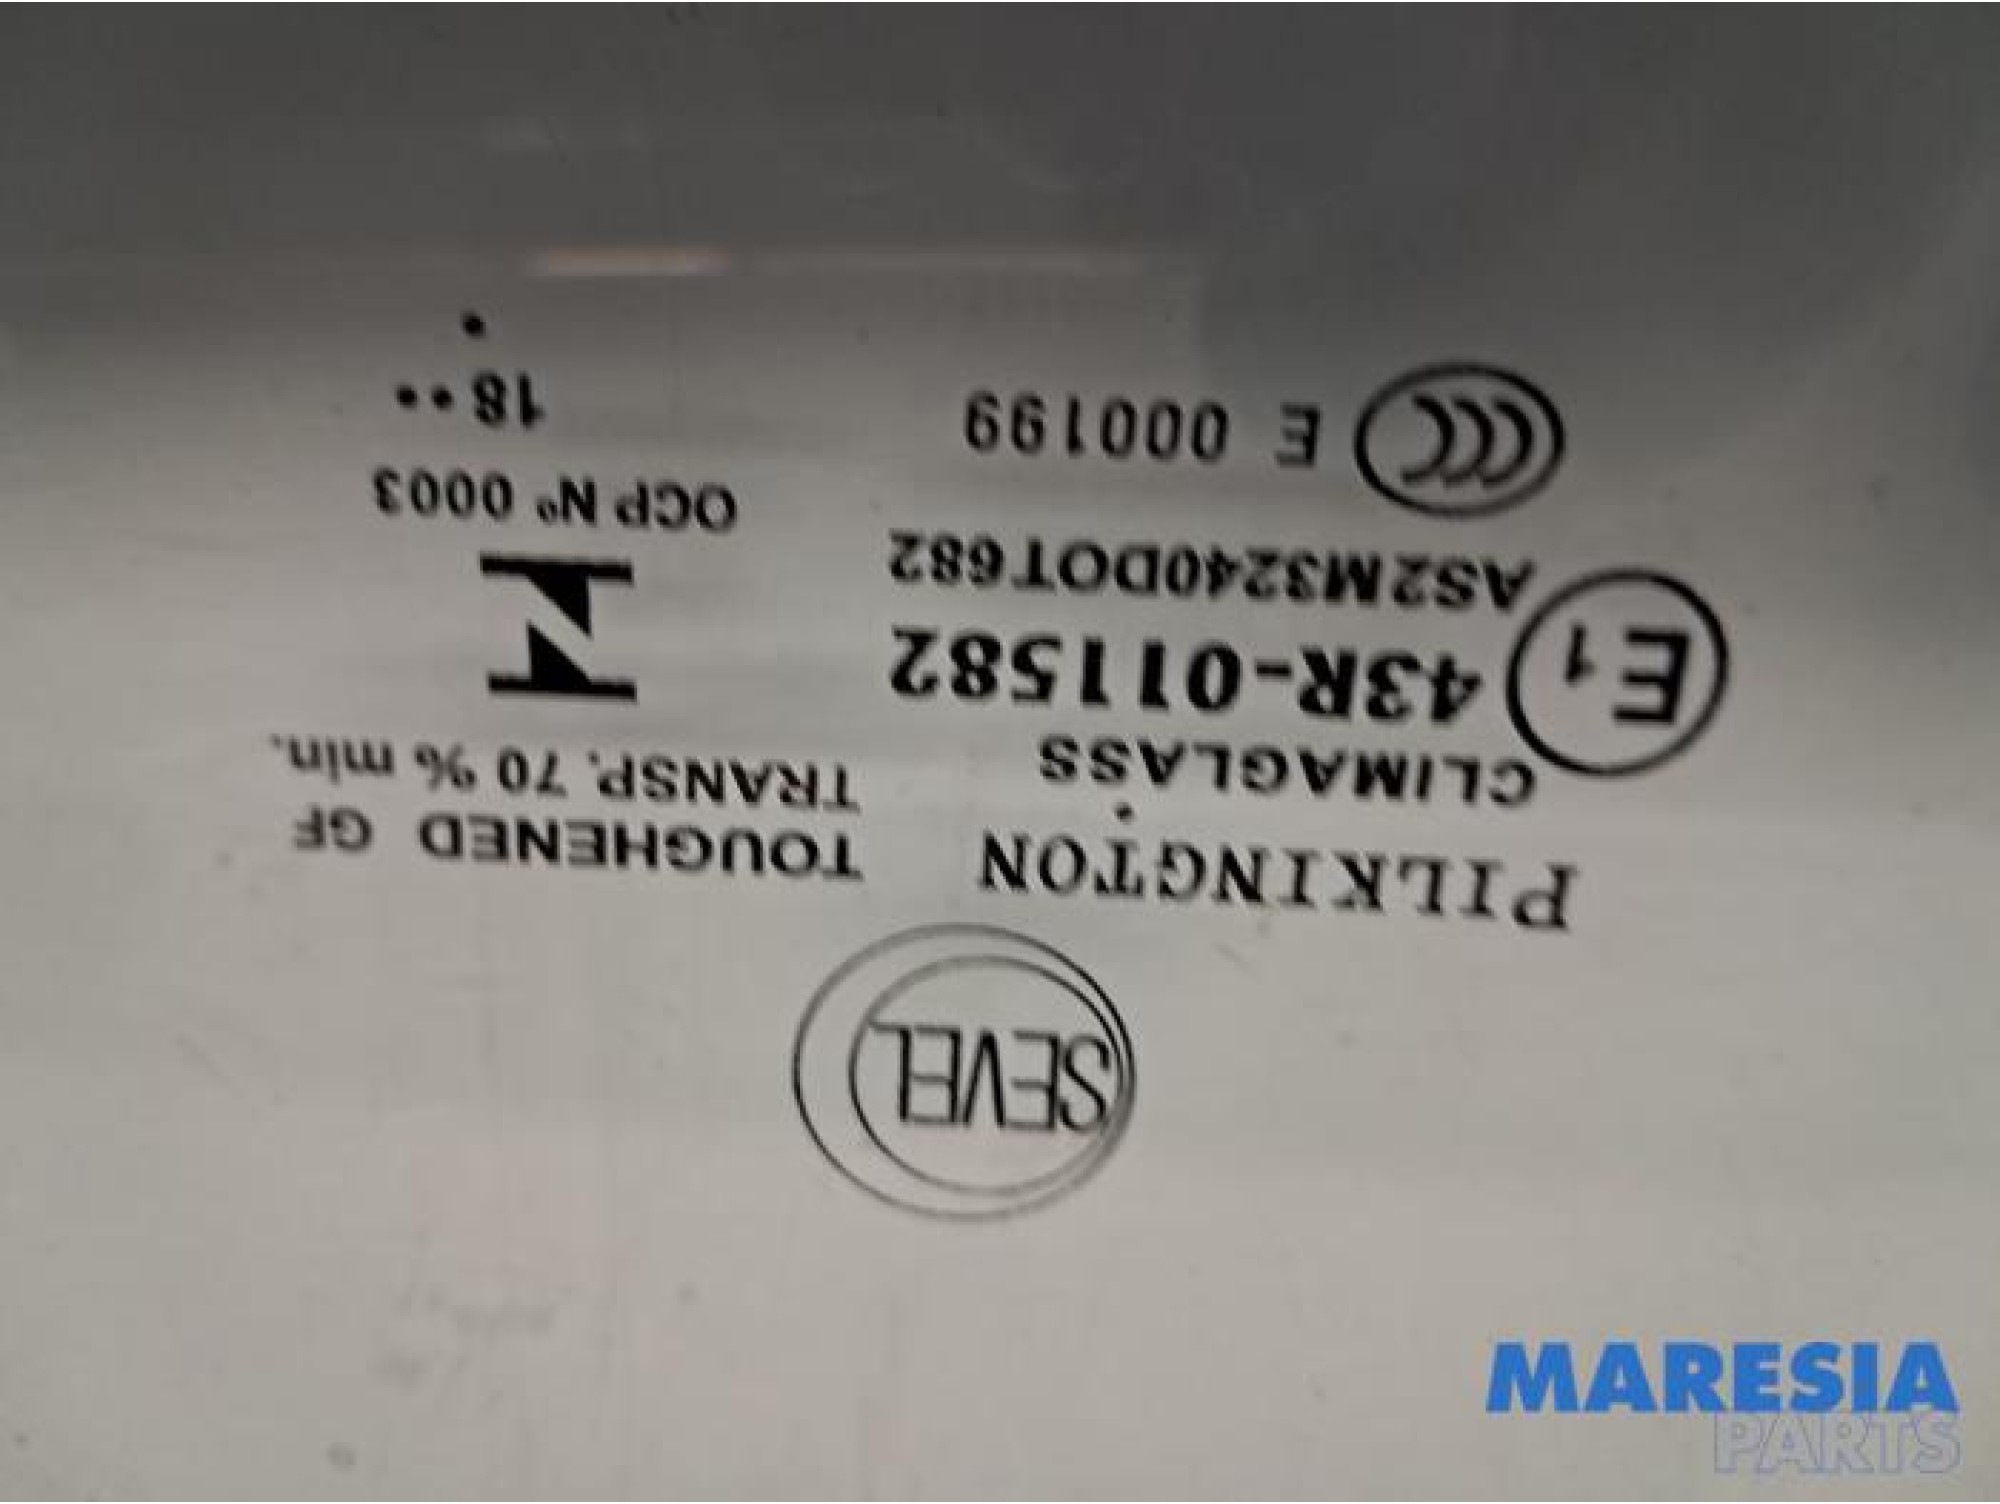 SEVEL
PILKINGTON
CLIMAGLASS
E1 43R-011582
AS2M3240DOT682
CCC E 000199
TOUGHENED GF
TRANSP. 70 % min.
OCP Nº 0003
18 ••
•
MARESIA
PARTS